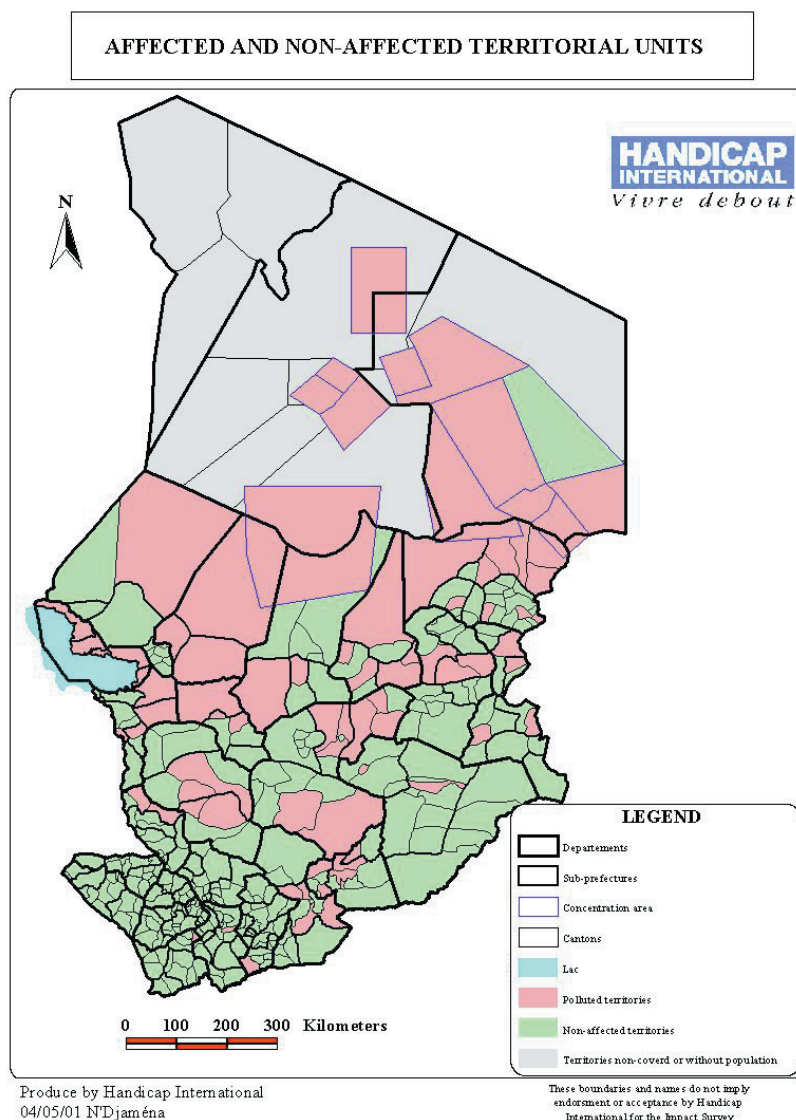 AFFECTED AND NON-AFFECTED TERRITORIAL UNITS
HANDICAP
INTERNATIONAL
Vivre debout
N
LEGEND
Departements
Sub-prefectures
Concentration area
Cantons
Lac
Polluted territories
Non-affected territories
Territories non-coverd or without population
0 100 200 300 Kilometers
Produce by Handicap International
04/05/01 N'Djaména
These boundaries and names do not imply
endorsment or acceptance by Handicap
International for the Impact Survey